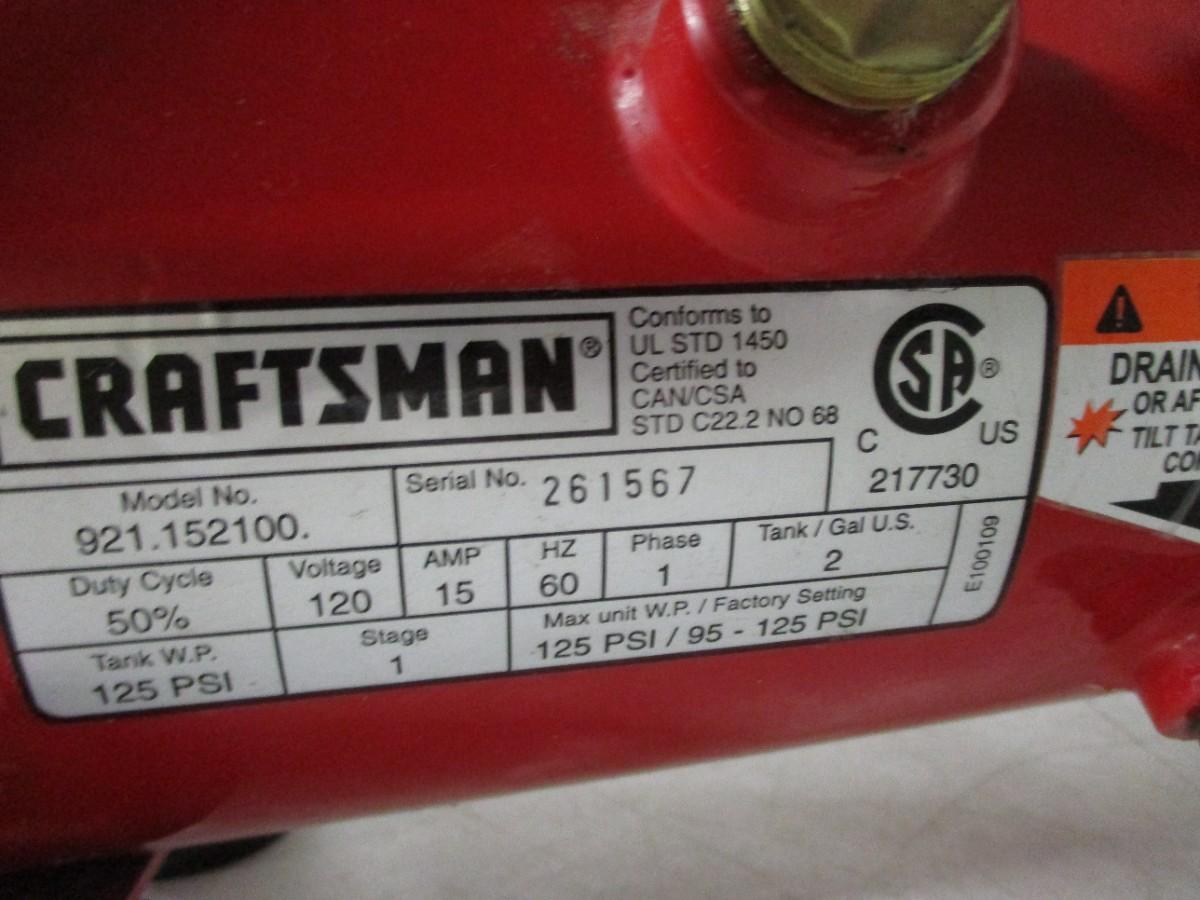 CRAFTSMAN®
Conforms to
UL STD 1450
Certified to
CAN/CSA
STD C22.2 NO 68
CSA ®
C US
217730
Model No.
921.152100.
Serial No. 261567
Duty Cycle
50%
Voltage
120
AMP
15
HZ
60
Phase
1
Tank / Gal U.S.
2
E100109
Tank W.P.
125 PSI
Stage
1
Max unit W.P. / Factory Setting
125 PSI / 95 - 125 PSI
DRAIN
OR AF
TILT TA
CO